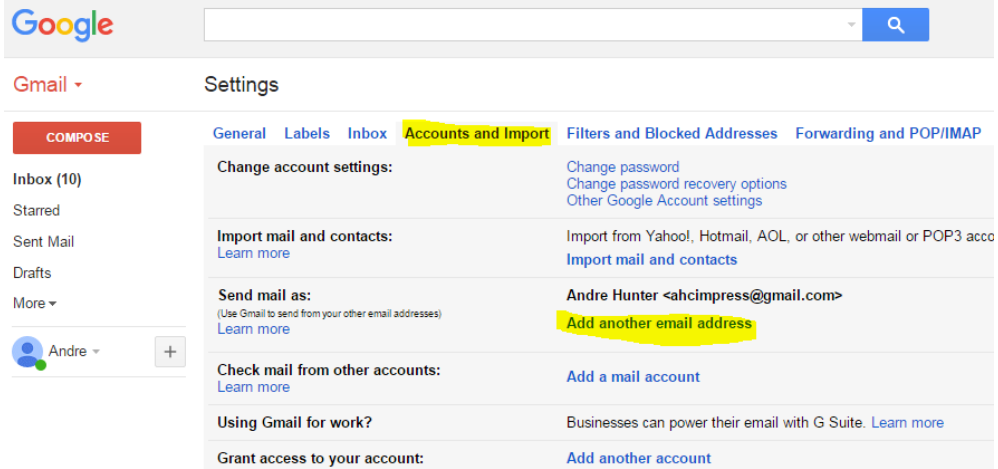 Google
Gmail
Settings
COMPOSE
General Labels Inbox Accounts and Import Filters and Blocked Addresses Forwarding and POP/IMAP
Inbox (10)
Starred
Sent Mail
Drafts
More
Andre
+
Change account settings:
Change password
Change password recovery options
Other Google Account settings
Import mail and contacts:
Learn more
Import from Yahoo!, Hotmail, AOL, or other webmail or POP3 acco
Import mail and contacts
Send mail as:
(Use Gmail to send from your other email addresses)
Learn more
Andre Hunter <ahcimpress@gmail.com>
Add another email address
Check mail from other accounts:
Learn more
Add a mail account
Using Gmail for work?
Businesses can power their email with G Suite. Learn more
Grant access to your account:
Add another account